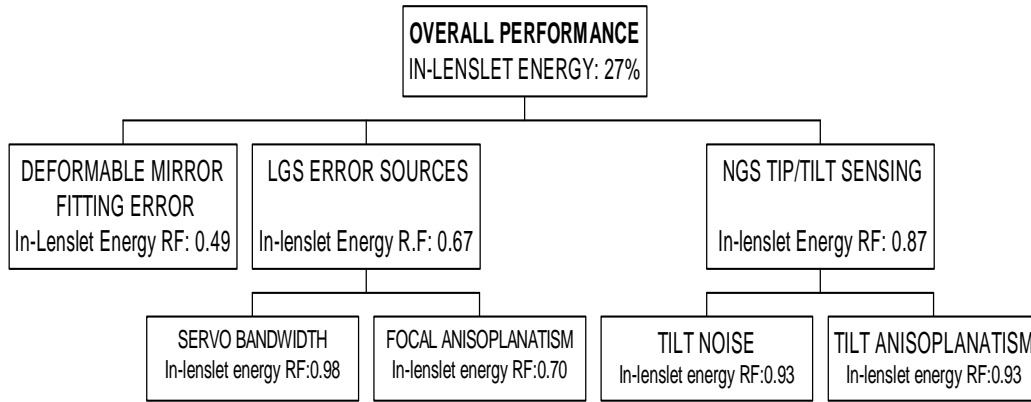 OVERALL PERFORMANCE
IN-LENSLET ENERGY: 27%
DEFORMABLE MIRROR
FITTING ERROR
In-Lenslet Energy RF: 0.49
LGS ERROR SOURCES
In-lenslet Energy R.F: 0.67
NGS TIP/TILT SENSING
In-lenslet Energy RF: 0.87
SERVO BANDWIDTH
In-lenslet energy RF:0.98
FOCAL ANISOPLANATISM
In-lenslet energy RF:0.70
TILT NOISE
In-lenslet energy RF:0.93
TILT ANISOPLANATISM
In-lenslet energy RF:0.93